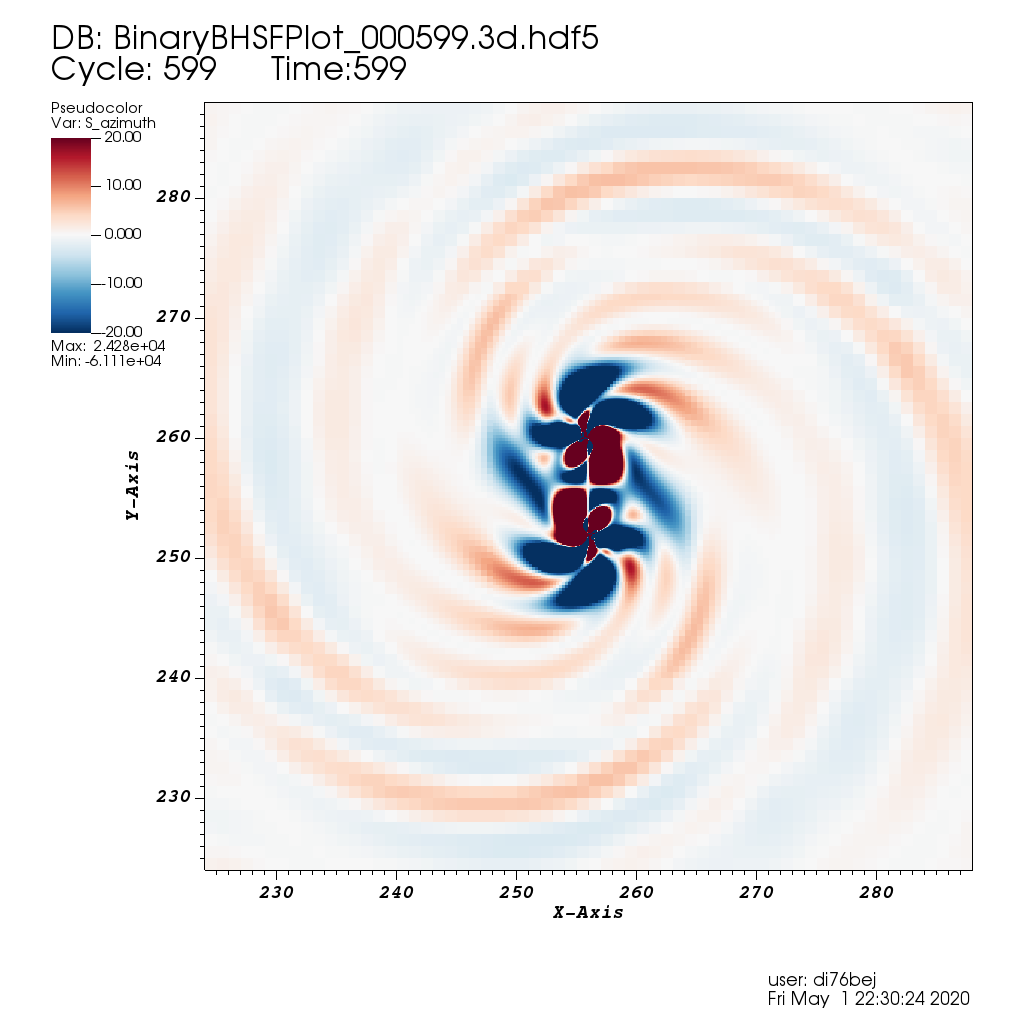 DB: BinaryBHSFPlot_000599.3d.hdf5
Cycle: 599 Time:599
Pseudocolor
Var: S_azimuth
20.00
10.00
0.000
-10.00
-20.00
Max: 2.428e+04
Min: -6.111e+04
280
270
260
250
240
230
Y-Axis
230 240 250 260 270 280
X-Axis
user: di76bej
Fri May 1 22:30:24 2020